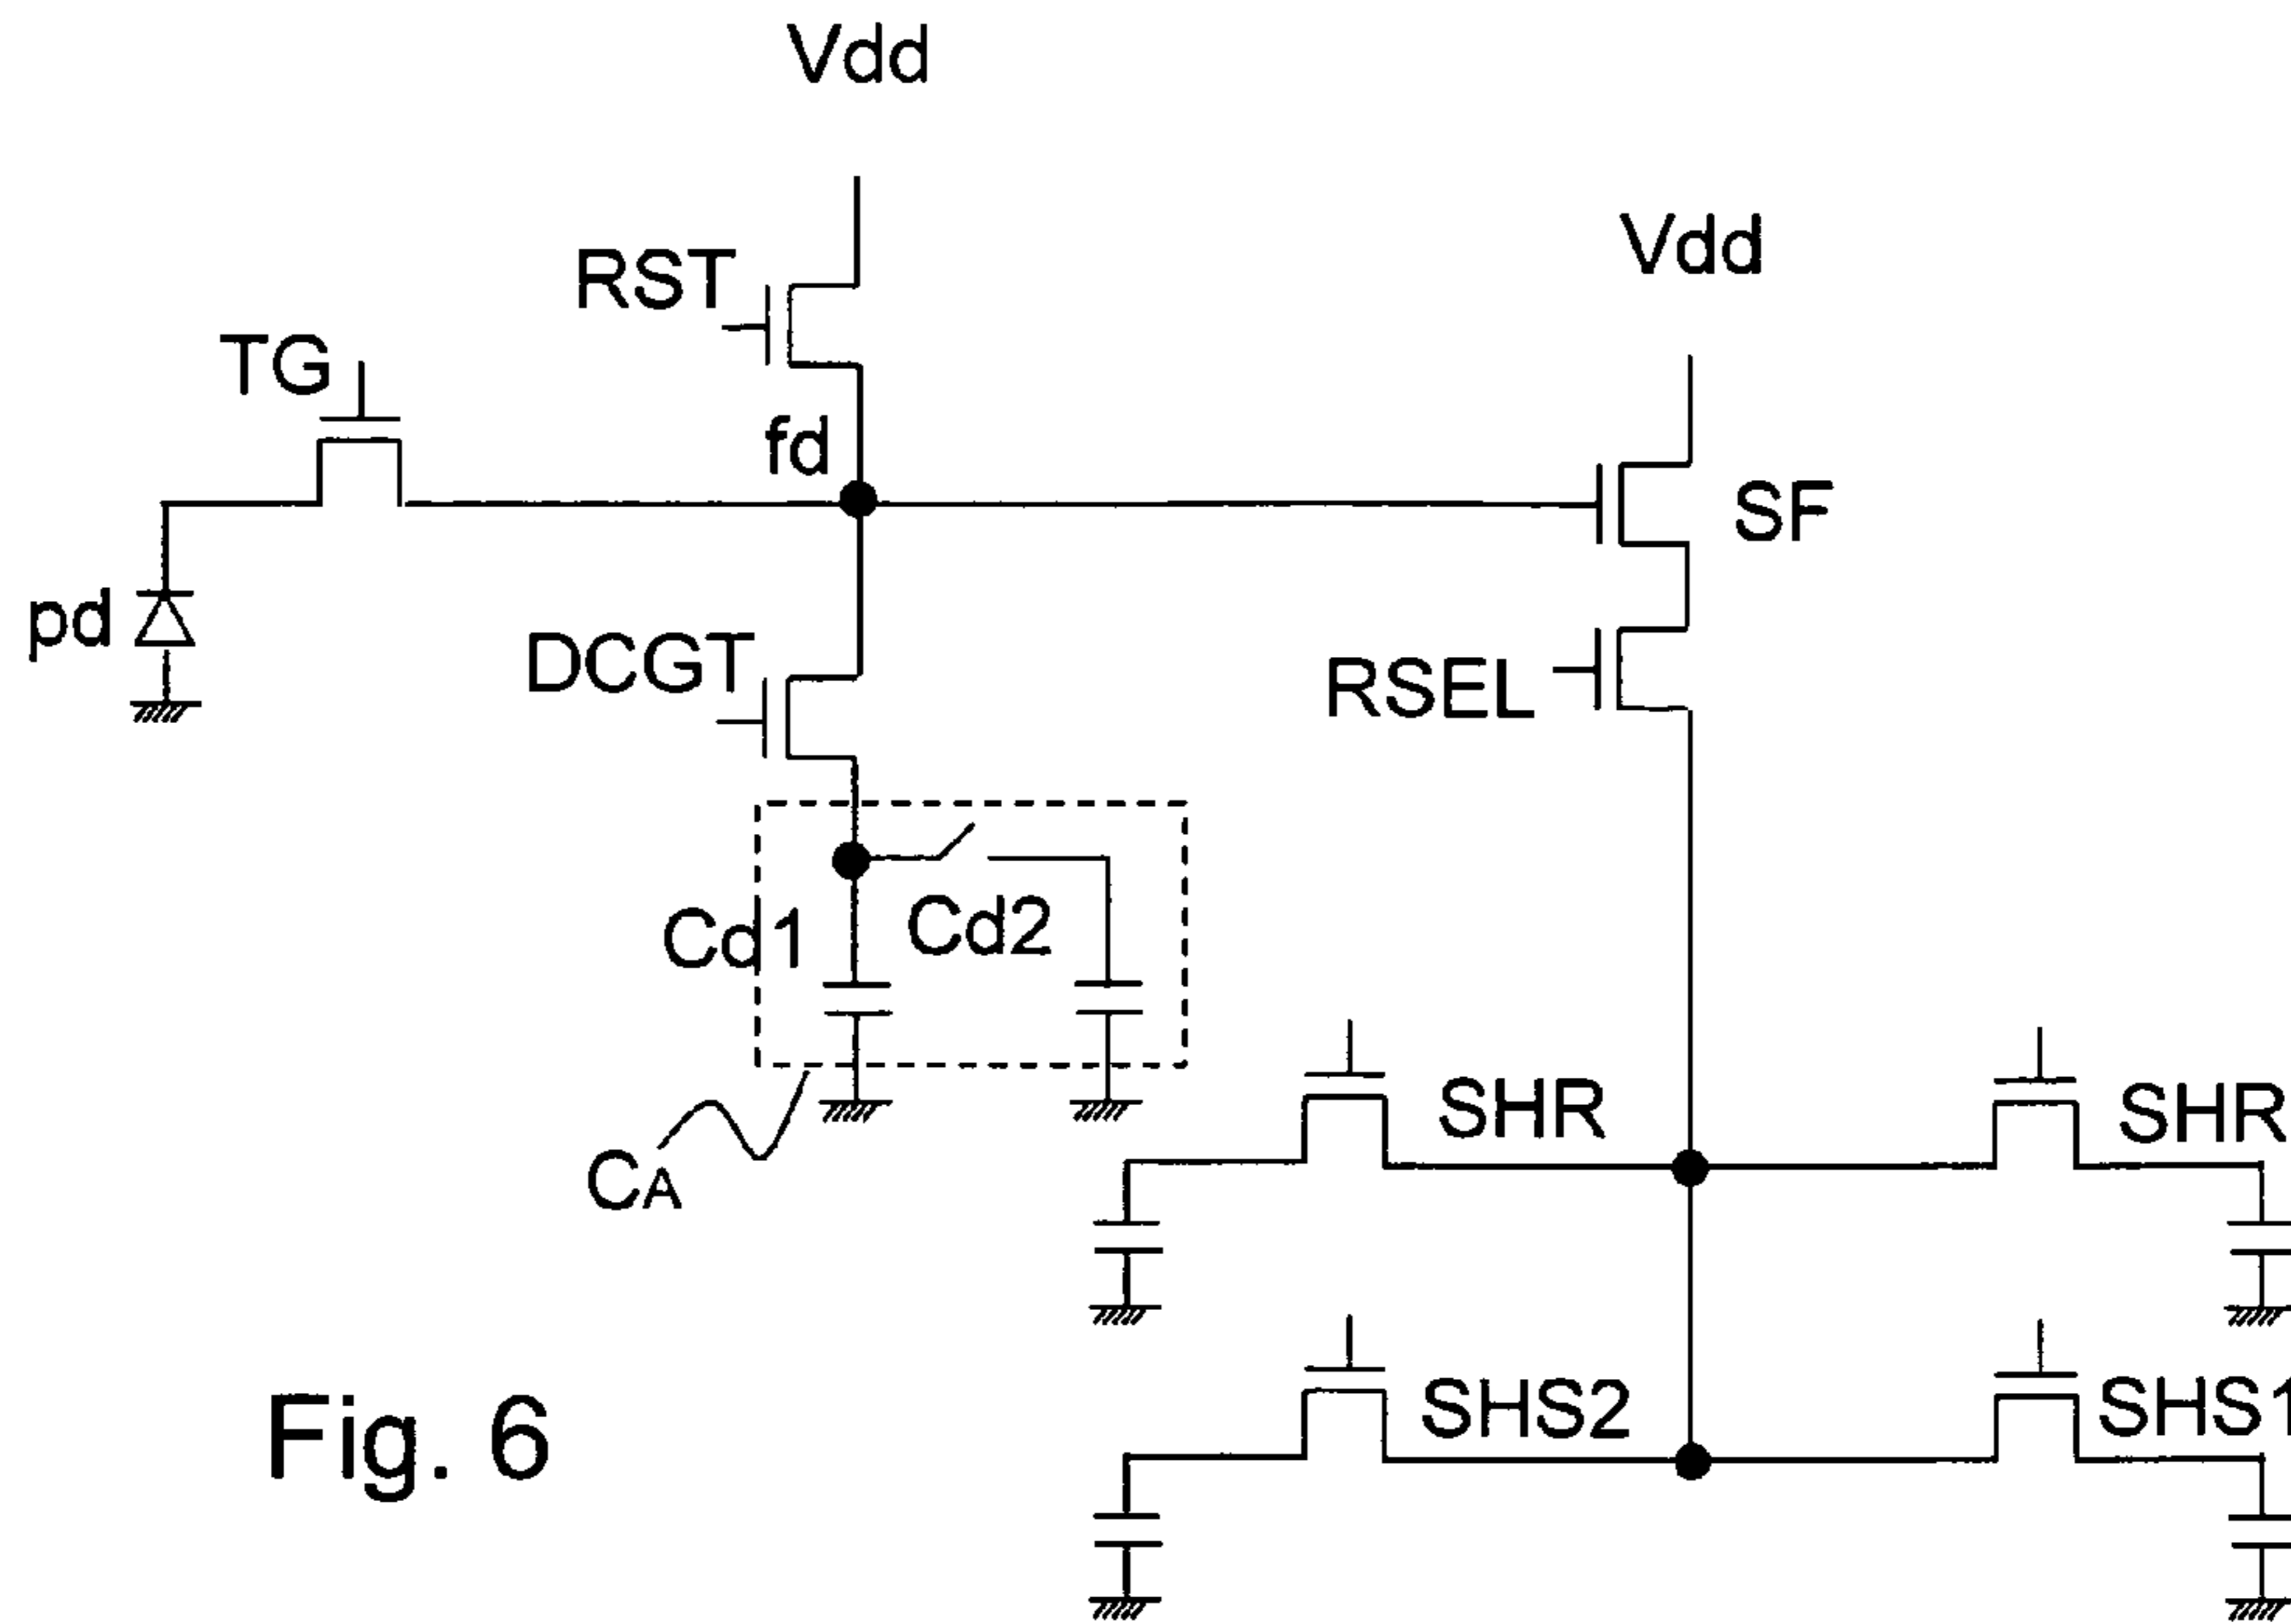 Vdd
Vdd
RST
TG
fd
SF
pd
DCGT
RSEL
Cd1
Cd2
SHR
SHR
CA
SHS2
SHS1
Fig. 6